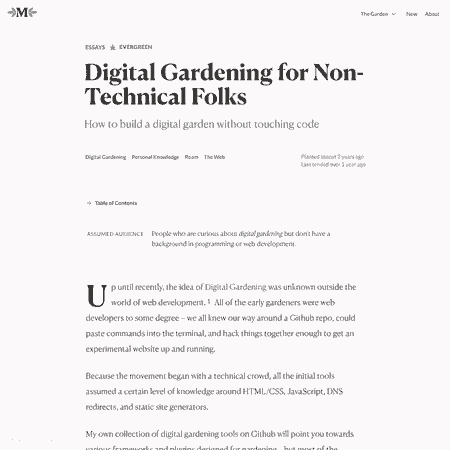 M
The Garden
Now
About
ESSAYS
EVERGREEN
Digital Gardening for Non-
Technical Folks
How to build a digital garden without touching code
Digital Gardening
Personal Knowledge
Roam
The Web
Planted about 3 years ago
Last tended over 1 year ago
Table of Contents
ASSUMED AUDIENCE
People who are curious about digital gardening but don't have a
background in programming or web development.
Up until recently, the idea of Digital Gardening was unknown outside the
world of web development. 1 All of the early gardeners were web
developers to some degree – we all knew our way around a Github repo, could
paste commands into the terminal, and hack things together enough to get an
experimental website up and running.
Because the movement began with a technical crowd, all the initial tools
assumed a certain level of knowledge around HTML/CSS, JavaScript, DNS
redirects, and static site generators.
My own collection of digital gardening tools on Github will point you towards
various frameworks and plugins designed for gardening – but most of the